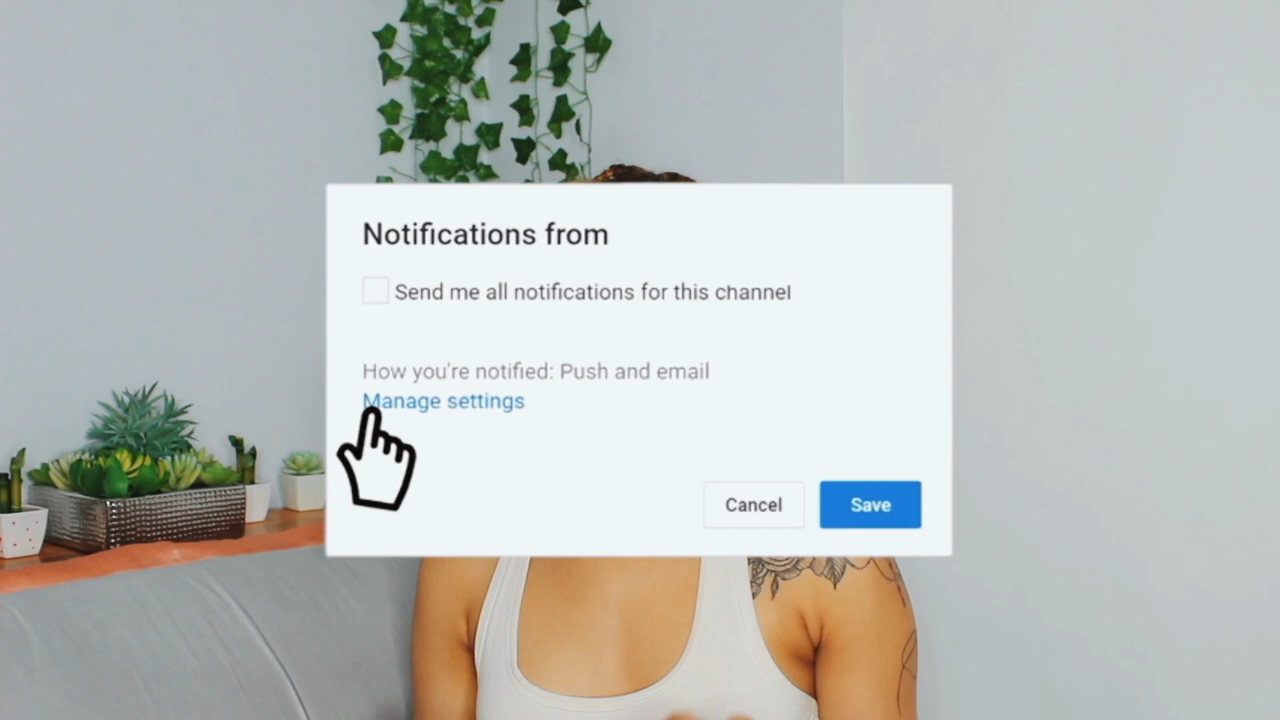 Notifications from
Send me all notifications for this channel
How you're notified: Push and email
Manage settings
Cancel
Save